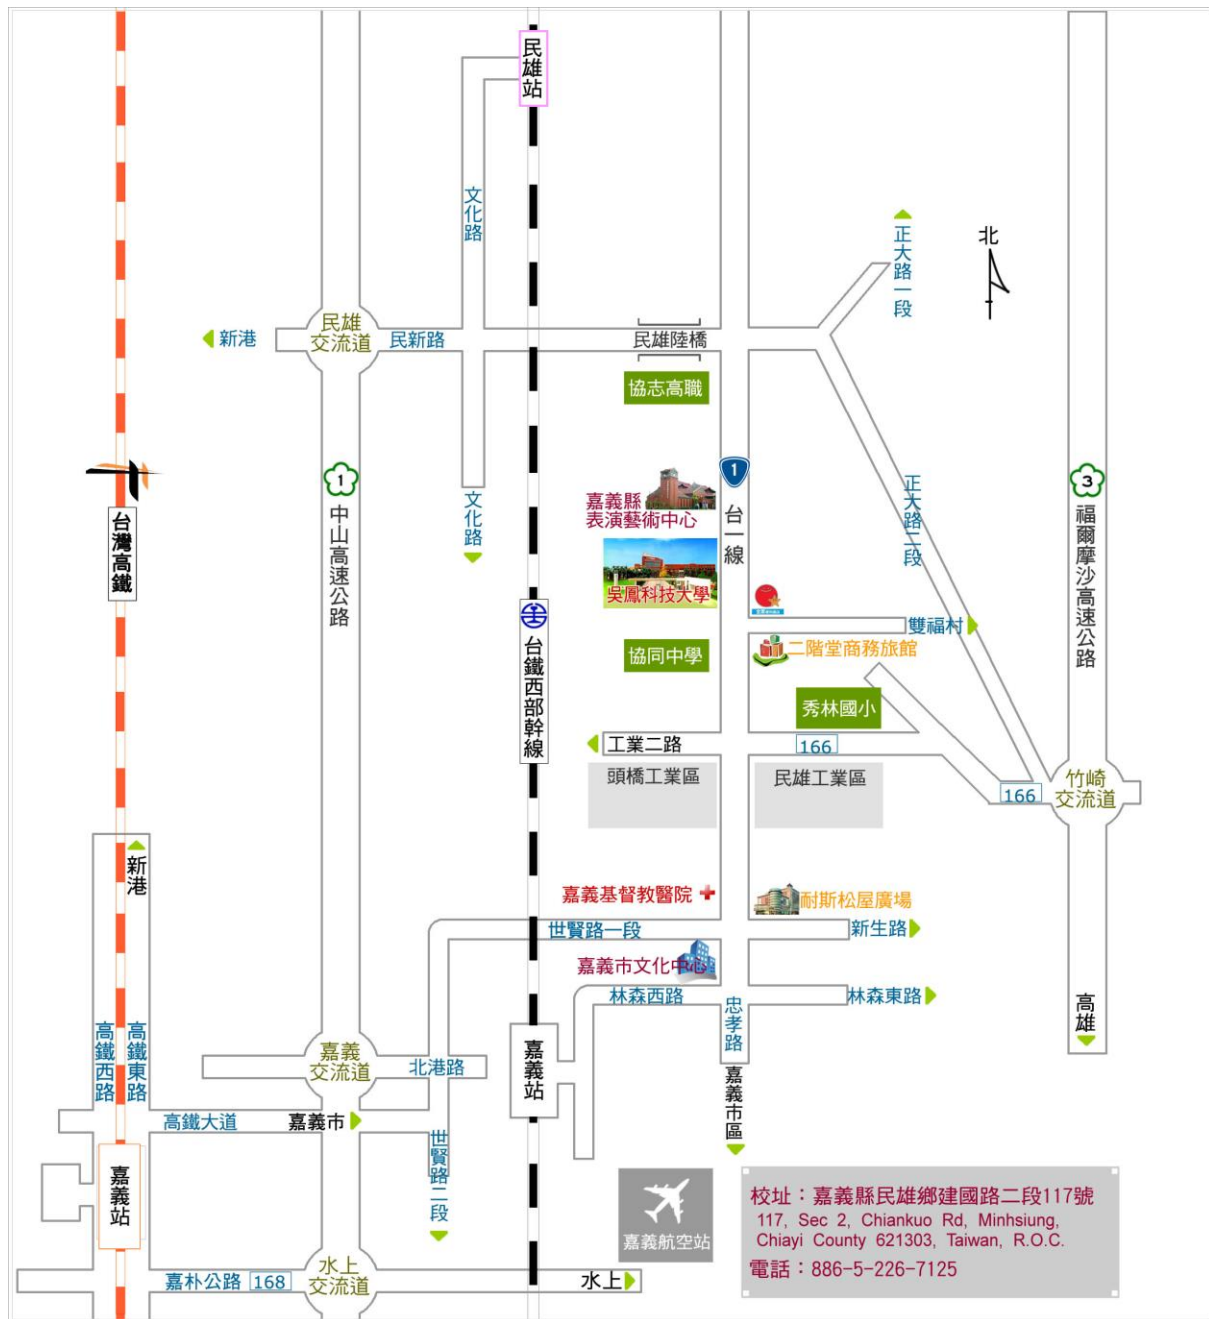 民雄站
文化路
正大路一段
北
新港
民雄
交流道
民新路
民雄陸橋
協志高職
1
1
3
嘉義縣
表演藝術中心
文化路
台一線
正大路二段
台灣高鐵
中山高速公路
福爾摩沙高速公路
吳鳳科技大學
雙福村
台鐵西部幹線
協同中學
二階堂商務旅館
秀林國小
工業二路
166
頭橋工業區
民雄工業區
166
竹崎
交流道
新港
嘉義基督教醫院
耐斯松屋廣場
世賢路一段
新生路
嘉義市文化中心
林森西路
林森東路
高雄
忠孝路
高鐵西路
高鐵東路
嘉義
交流道
北港路
嘉義站
嘉義市區
高鐵大道
嘉義市
世賢路二段
嘉義站
嘉義航空站
校址：嘉義縣民雄鄉建國路二段117號
117, Sec 2, Chiankuo Rd, Minhsiung,
Chiayi County 621303, Taiwan, R.O.C.
電話：886-5-226-7125
嘉朴公路
168
水上
交流道
水上